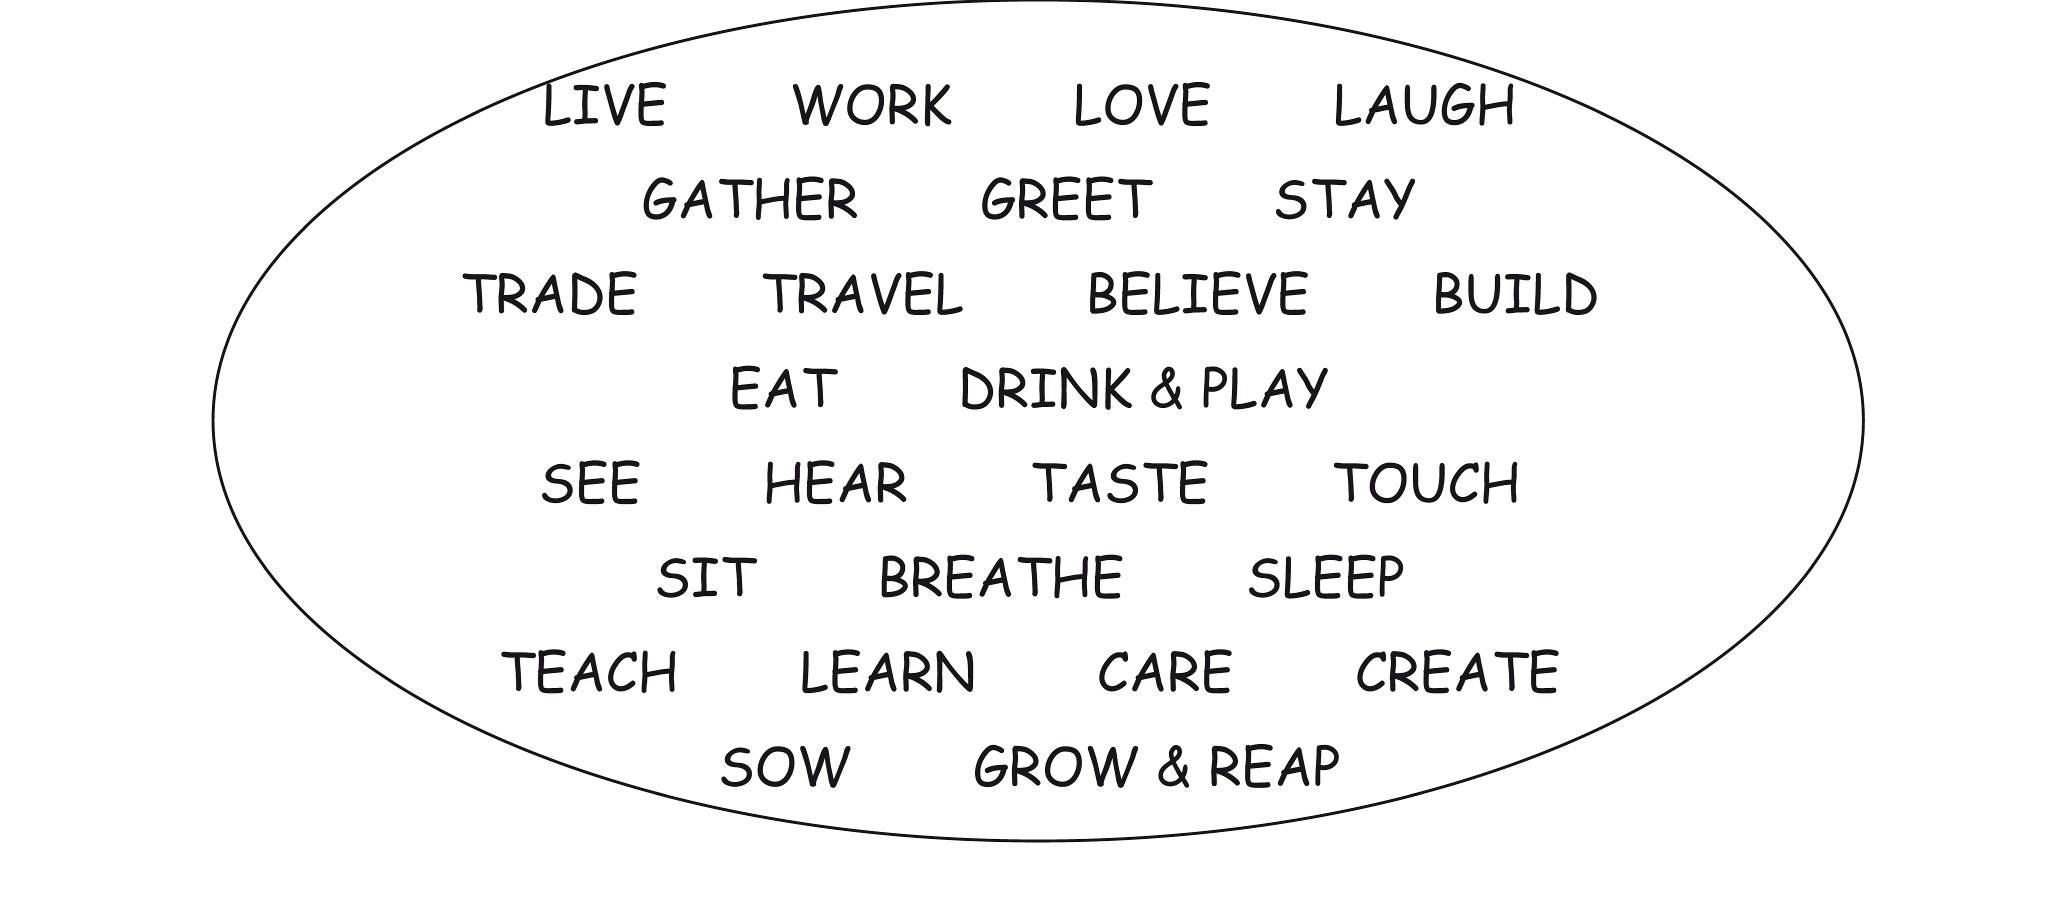 LIVE WORK LOVE LAUGH
GATHER GREET STAY
TRADE TRAVEL BELIEVE BUILD
EAT DRINK & PLAY
SEE HEAR TASTE TOUCH
SIT BREATHE SLEEP
TEACH LEARN CARE CREATE
SOW GROW & REAP